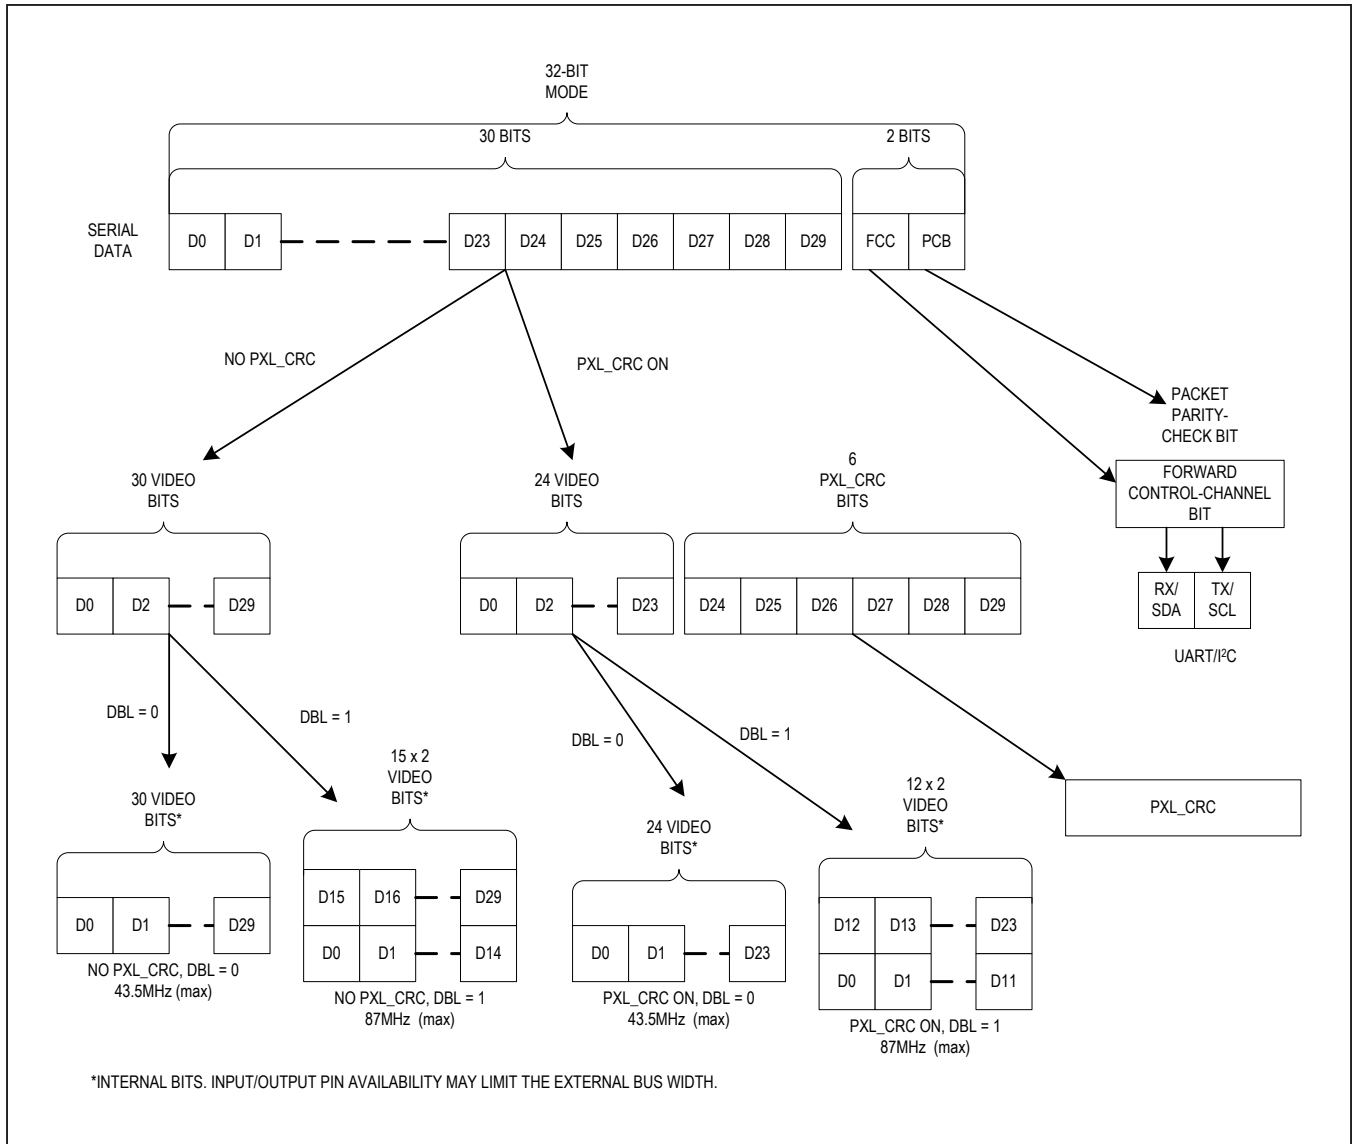 32-BIT
MODE
30 BITS
2 BITS
SERIAL
DATA
D0 D1 D23 D24 D25 D26 D27 D28 D29 FCC PCB
NO PXL_CRC
PXL_CRC ON
PACKET
PARITY-
CHECK BIT
30 VIDEO
BITS
24 VIDEO
BITS
6
PXL_CRC
BITS
FORWARD
CONTROL-CHANNEL
BIT
D0 D2 D29
D0 D2 D23
D24 D25 D26 D27 D28 D29
RX/
SDA
TX/
SCL
UART/I²C
DBL = 0
DBL = 1
DBL = 0
DBL = 1
30 VIDEO
BITS*
15 x 2
VIDEO
BITS*
24 VIDEO
BITS*
12 x 2
VIDEO
BITS*
PXL_CRC
D0 D1 D29
NO PXL_CRC, DBL = 0
43.5MHz (max)
D15 D16 D29
D0 D1 D14
NO PXL_CRC, DBL = 1
87MHz (max)
D0 D1 D23
PXL_CRC ON, DBL = 0
43.5MHz (max)
D12 D13 D23
D0 D1 D11
PXL_CRC ON, DBL = 1
87MHz (max)
*INTERNAL BITS. INPUT/OUTPUT PIN AVAILABILITY MAY LIMIT THE EXTERNAL BUS WIDTH.